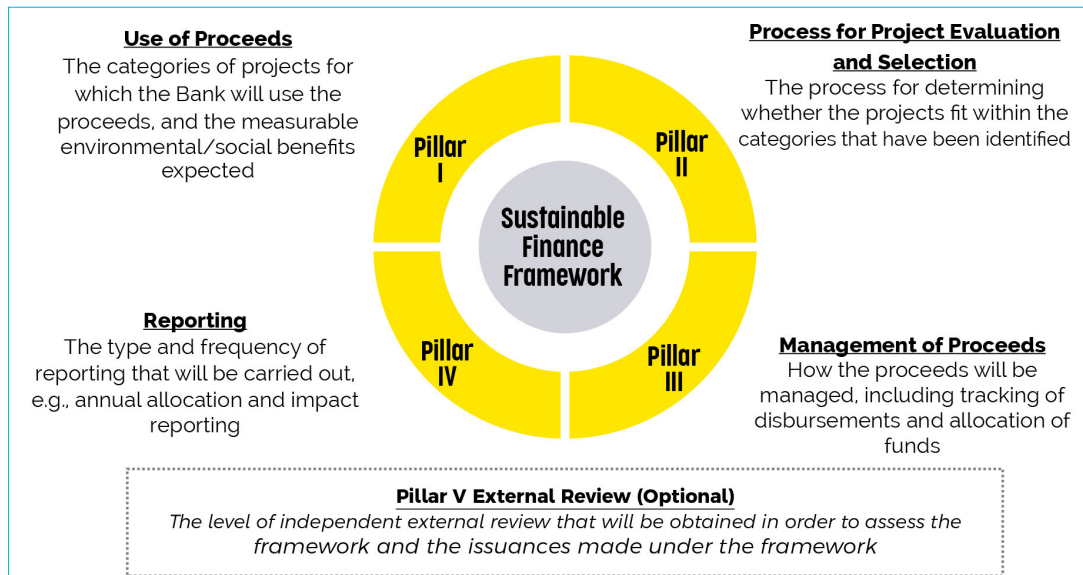 Use of Proceeds
The categories of projects for
which the Bank will use the
proceeds, and the measurable
environmental/social benefits
expected
Process for Project Evaluation
and Selection
The process for determining
whether the projects fit within the
categories that have been identified
Pillar
I
Pillar
II
Sustainable
Finance
Framework
Reporting
The type and frequency of
reporting that will be carried out,
e.g., annual allocation and impact
reporting
Pillar
IV
Pillar
III
Management of Proceeds
How the proceeds will be
managed, including tracking of
disbursements and allocation of
funds
Pillar V External Review (Optional)
The level of independent external review that will be obtained in order to assess the
framework and the issuances made under the framework